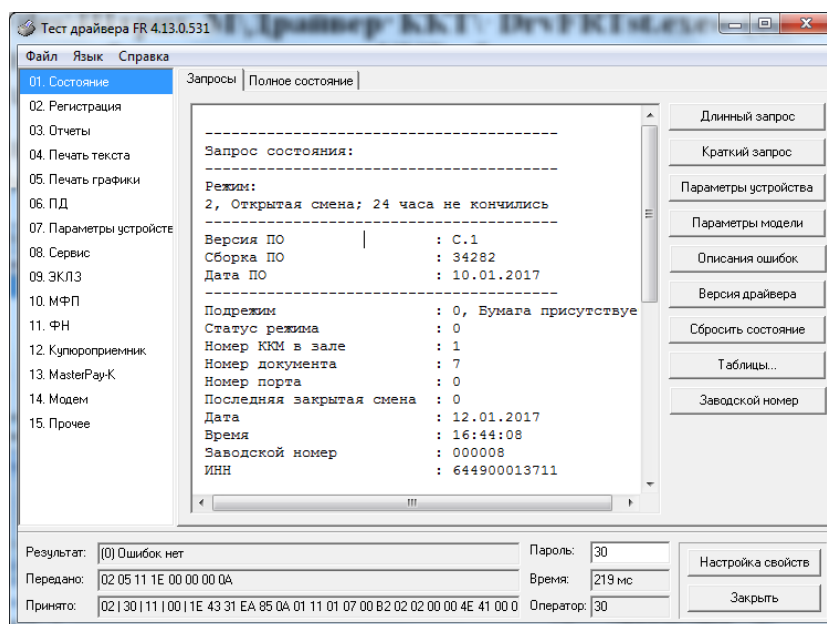 Тест драйвера FR 4.13.0.531
Драйвер ККТ\ DrvFRTst.exe
Файл Язык Справка
01. Состояние
02. Регистрация
03. Отчеты
04. Печать текста
05. Печать графики
06. ПД
07. Параметры устройств
08. Сервис
09. ЭКЛЗ
10. МФП
11. ФН
12. Купюроприемник
13. MasterPay-K
14. Модем
15. Прочее
Запросы Полное состояние
----------------------------------------
Запрос состояния:
----------------------------------------
Режим:
2, Открытая смена; 24 часа не кончились
----------------------------------------
Версия ПО : C.1
Сборка ПО : 34282
Дата ПО : 10.01.2017
----------------------------------------
Подрежим : 0, Бумага присутствуе
Статус режима : 0
Номер ККМ в зале : 1
Номер документа : 7
Номер порта : 0
Последняя закрытая смена : 0
Дата : 12.01.2017
Время : 16:44:08
Заводской номер : 000008
ИНН : 644900013711
Длинный запрос
Краткий запрос
Параметры устройства
Параметры модели
Описания ошибок
Версия драйвера
Сбросить состояние
Таблицы...
Заводской номер
Результат: (0) Ошибок нет
Передано: 02 05 11 1E 00 00 00 0A
Принято: 02 | 30 | 11 | 00 | 1E 43 31 EA 85 0A 01 11 01 07 00 B2 02 02 00 00 4E 41 00 0
Пароль: 30
Время: 219 мс
Оператор: 30
Настройка свойств
Закрыть